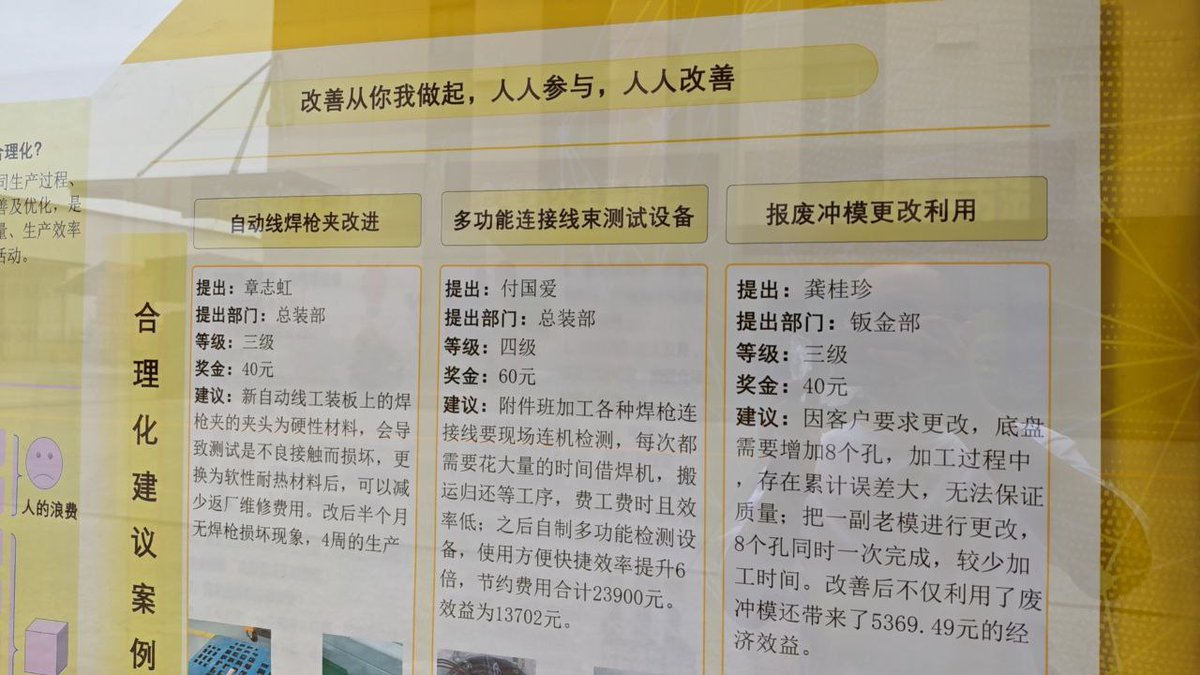 改善从你我做起，人人参与，人人改善
合理化？
司生产过程、
善及优化，是
量、生产效率
活动。
人的浪费
合理化建议案例
自动线焊枪夹改进
提出：章志虹
提出部门：总装部
等级：三级
奖金：40元
建议：新自动线工装板上的焊
枪夹的夹头为硬性材料，会导
致测试是不良接触而损坏，更
换为软性耐热材料后，可以减
少返厂维修费用。改后半个月
无焊枪损坏现象，4周的生产
多功能连接线束测试设备
提出：付国爱
提出部门：总装部
等级：四级
奖金：60元
建议：附件班加工各种焊枪连
接线要现场连机检测，每次都
需要花大量的时间借焊机，搬
运归还等工序，费工费时且效
率低；之后自制多功能检测设
备，使用方便快捷效率提升6
倍，节约费用合计23900元。
效益为13702元。
报废冲模更改利用
提出：龚桂珍
提出部门：钣金部
等级：三级
奖金：40元
建议：因客户要求更改，底盘
需要增加8个孔，加工过程中
，存在累计误差大，无法保证
质量；把一副老模进行更改，
8个孔同时一次完成，较少加
工时间。改善后不仅利用了废
冲模还带来了5369.49元的经
济效益。